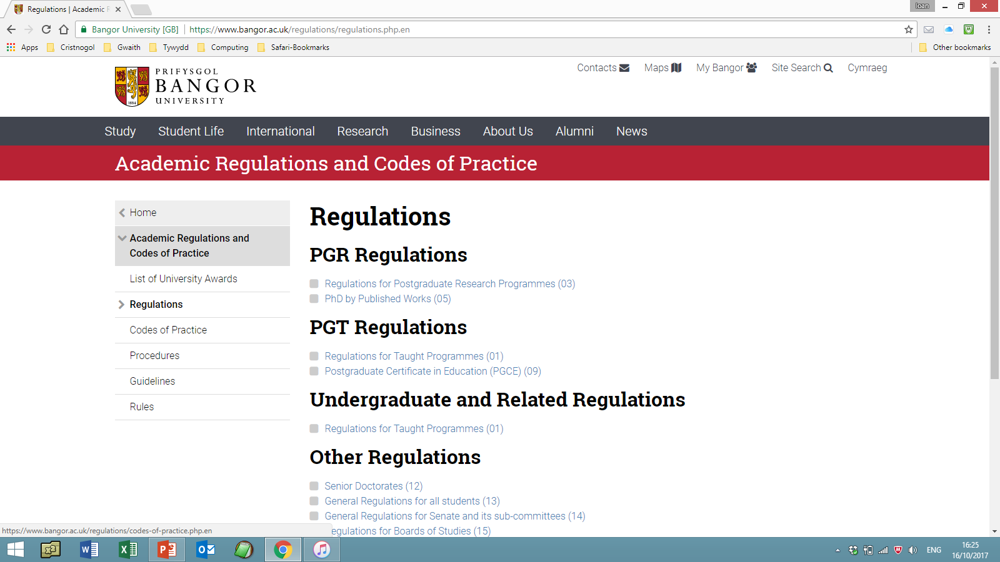 Regulations | Academic R
Ioan
Bangor University [GB] https://www.bangor.ac.uk/regulations/regulations.php.en
Apps Cristnogol Gwaith Tywydd Computing Safari-Bookmarks Other bookmarks
Contacts Maps My Bangor Site Search Cymraeg
PRIFYSGOL
BANGOR
UNIVERSITY
1884
Study Student Life International Research Business About Us Alumni News
Academic Regulations and Codes of Practice
Home
Academic Regulations and
Codes of Practice
List of University Awards
Regulations
Codes of Practice
Procedures
Guidelines
Rules
Regulations
PGR Regulations
Regulations for Postgraduate Research Programmes (03)
PhD by Published Works (05)
PGT Regulations
Regulations for Taught Programmes (01)
Postgraduate Certificate in Education (PGCE) (09)
Undergraduate and Related Regulations
Regulations for Taught Programmes (01)
Other Regulations
Senior Doctorates (12)
General Regulations for all students (13)
General Regulations for Senate and its sub-committees (14)
egulations for Boards of Studies (15)
https://www.bangor.ac.uk/regulations/codes-of-practice.php.en
ENG
16:25
16/10/2017